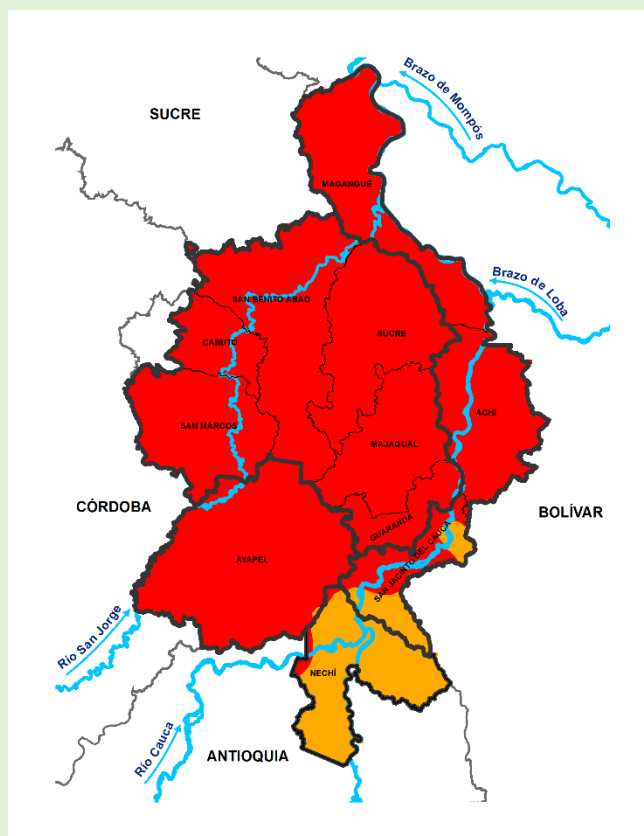 Brazo de Mompós
SUCRE
MAGANGUE
Brazo de Loba
SAN BENITO ABAD
SUCRE
CAIMITO
ACHÍ
SAN MARCOS
MAJAGUAL
CÓRDOBA
BOLÍVAR
GUARANDA
AYAPEL
SAN JACINTO DEL CAUCA
Río San Jorge
NECHÍ
Río Cauca
ANTIOQUIA